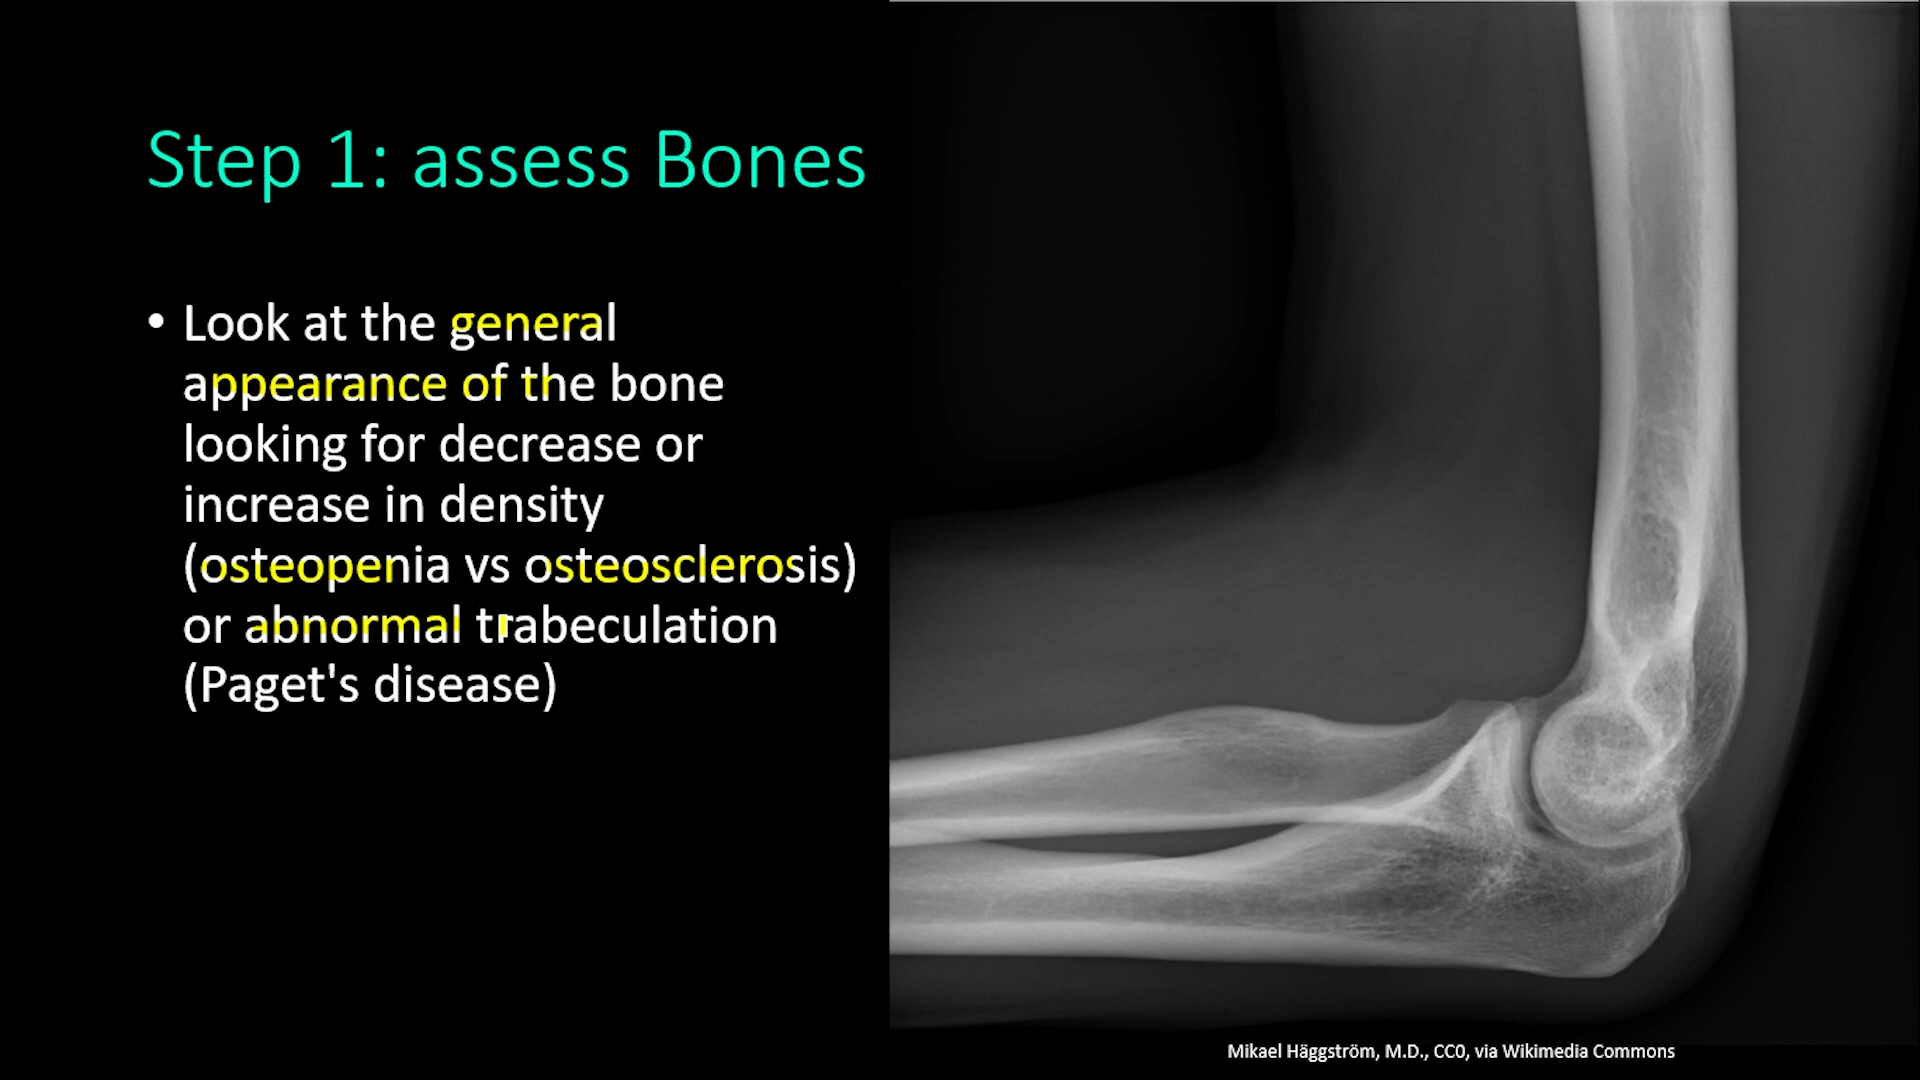 Step 1: assess Bones
• Look at the general
appearance of the bone
looking for decrease or
increase in density
(osteopenia vs osteosclerosis)
or abnormal trabeculation
(Paget's disease)
Mikael Häggström, M.D., CC0, via Wikimedia Commons